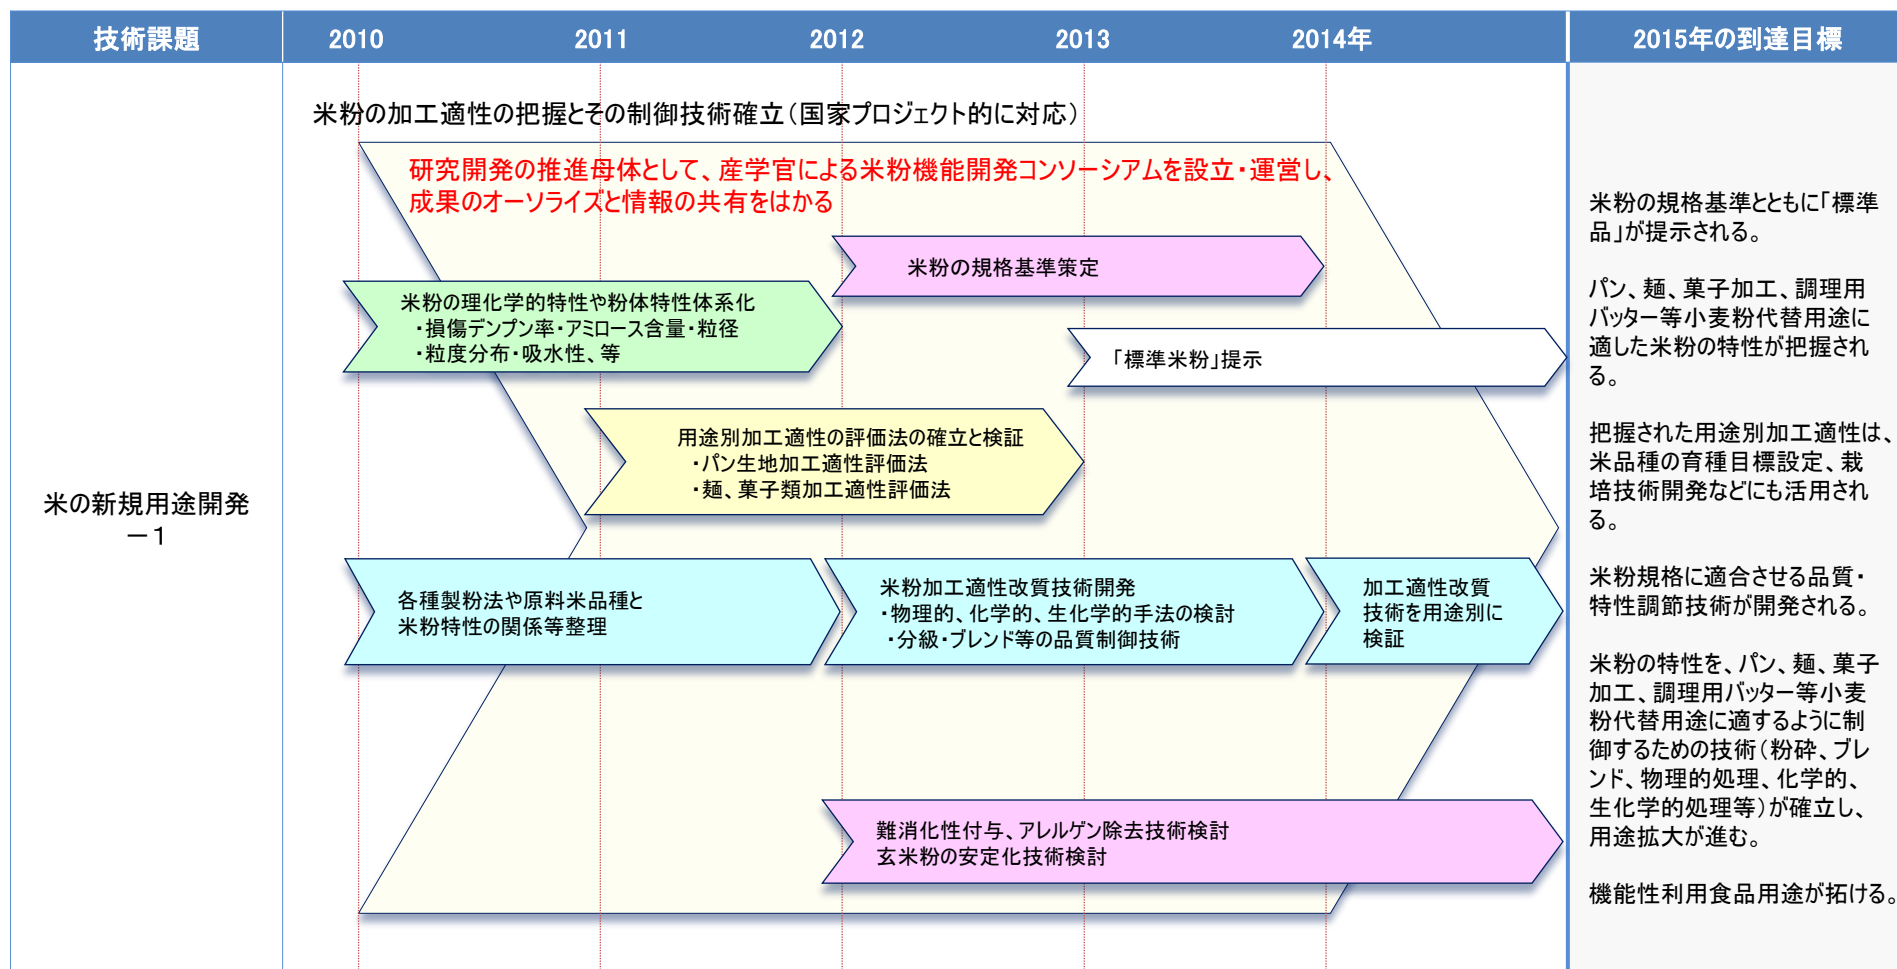 技術課題
2010
2011
2012
2013
2014年
2015年の到達目標
米の新規用途開発
－1
米粉の加工適性の把握とその制御技術確立（国家プロジェクト的に対応）
研究開発の推進母体として、産学官による米粉機能開発コンソーシアムを設立・運営し、
成果のオーソライズと情報の共有をはかる
米粉の規格基準策定
米粉の理化学的特性や粉体特性体系化
・損傷デンプン率・アミロース含量・粒径
・粒度分布・吸水性、等
「標準米粉」提示
用途別加工適性の評価法の確立と検証
・パン生地加工適性評価法
・麺、菓子類加工適性評価法
各種製粉法や原料米品種と
米粉特性の関係等整理
米粉加工適性改質技術開発
・物理的、化学的、生化学的手法の検討
・分級・ブレンド等の品質制御技術
加工適性改質
技術を用途別に
検証
難消化性付与、アレルゲン除去技術検討
玄米粉の安定化技術検討
米粉の規格基準とともに「標準
品」が提示される。
パン、麺、菓子加工、調理用
バッター等小麦粉代替用途に
適した米粉の特性が把握され
る。
把握された用途別加工適性は、
米品種の育種目標設定、栽
培技術開発などにも活用され
る。
米粉規格に適合させる品質・
特性調節技術が開発される。
米粉の特性を、パン、麺、菓子
加工、調理用バッター等小麦
粉代替用途に適するように制
御するための技術（粉砕、ブレ
ンド、物理的処理、化学的、
生化学的処理等）が確立し、
用途拡大が進む。
機能性利用食品用途が拓ける。